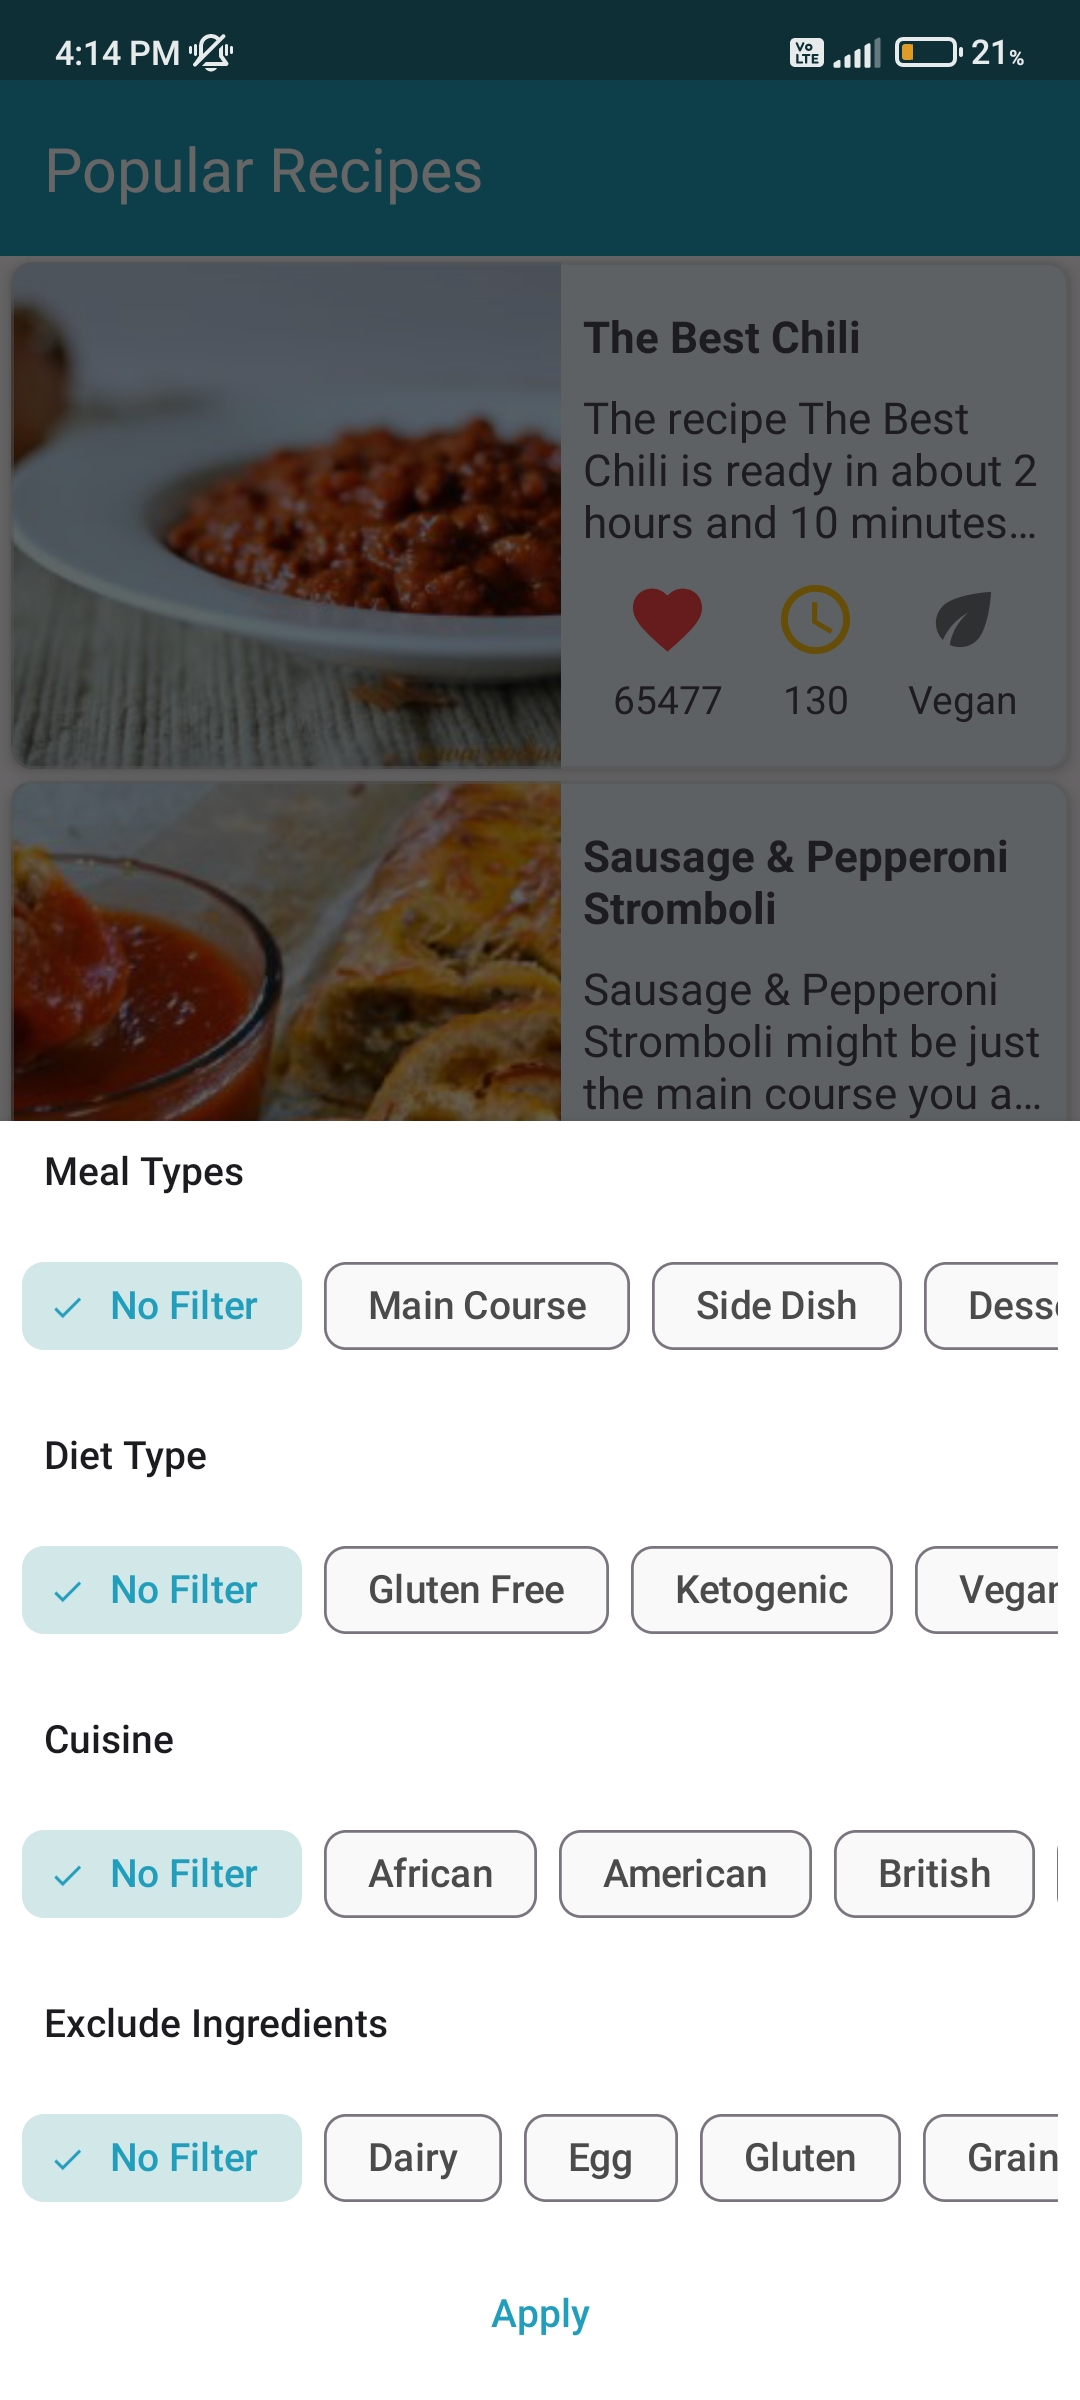 4:14 PM Vo LTE 21%
Popular Recipes
The Best Chili
The recipe The Best
Chili is ready in about 2
hours and 10 minutes…
65477 130 Vegan
Sausage & Pepperoni
Stromboli
Sausage & Pepperoni
Stromboli might be just
the main course you a…
Meal Types
No Filter Main Course Side Dish Desse
Diet Type
No Filter Gluten Free Ketogenic Vegan
Cuisine
No Filter African American British
Exclude Ingredients
No Filter Dairy Egg Gluten Grain
Apply